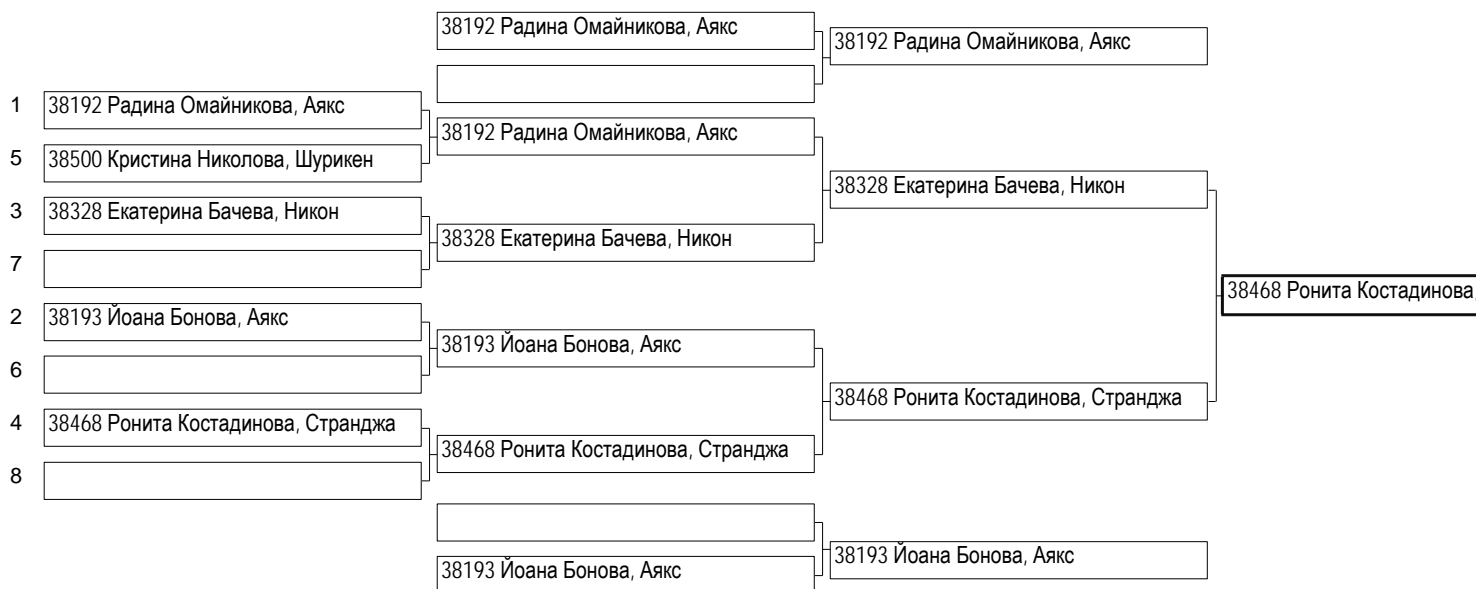 38192 Радина Омайникова, Аякс
38192 Радина Омайникова, Аякс
1 38192 Радина Омайникова, Аякс
38192 Радина Омайникова, Аякс
5 38500 Кристина Николова, Шурикен
38328 Екатерина Бачева, Никон
3 38328 Екатерина Бачева, Никон
38328 Екатерина Бачева, Никон
7
38468 Ронита Костадинова,
2 38193 Йоана Бонова, Аякс
38193 Йоана Бонова, Аякс
6
38468 Ронита Костадинова, Странджа
4 38468 Ронита Костадинова, Странджа
38468 Ронита Костадинова, Странджа
8
38193 Йоана Бонова, Аякс
38193 Йоана Бонова, Аякс